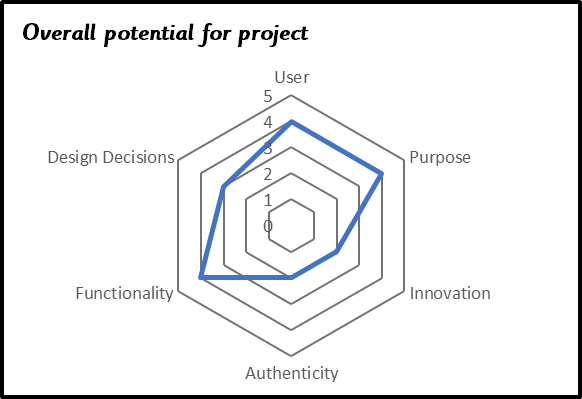 Overall potential for project
User
5
4
3
2
1
0
Design Decisions
Purpose
Functionality
Innovation
Authenticity